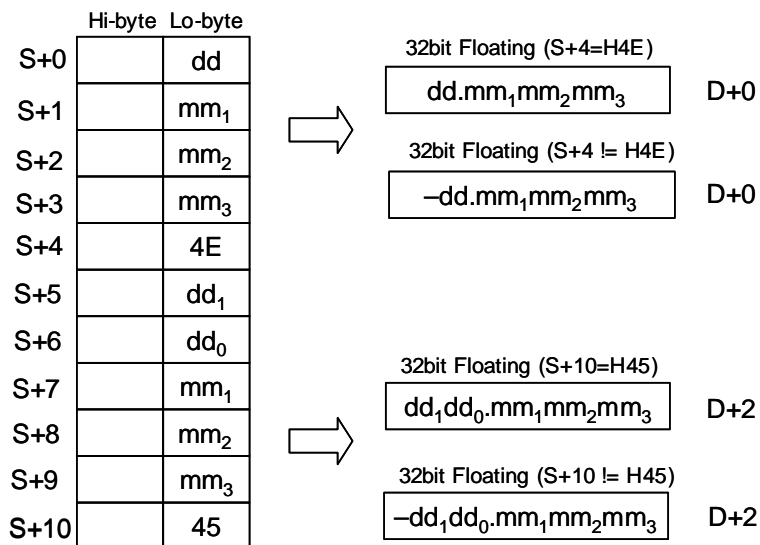 Hi-byte Lo-byte
S+0 dd
S+1 mm₁
S+2 mm₂
S+3 mm₃
S+4 4E
S+5 dd₁
S+6 dd₀
S+7 mm₁
S+8 mm₂
S+9 mm₃
S+10 45
32bit Floating (S+4=H4E)
dd.mm₁mm₂mm₃ D+0
32bit Floating (S+4 != H4E)
–dd.mm₁mm₂mm₃ D+0
32bit Floating (S+10=H45)
dd₁dd₀.mm₁mm₂mm₃ D+2
32bit Floating (S+10 != H45)
–dd₁dd₀.mm₁mm₂mm₃ D+2